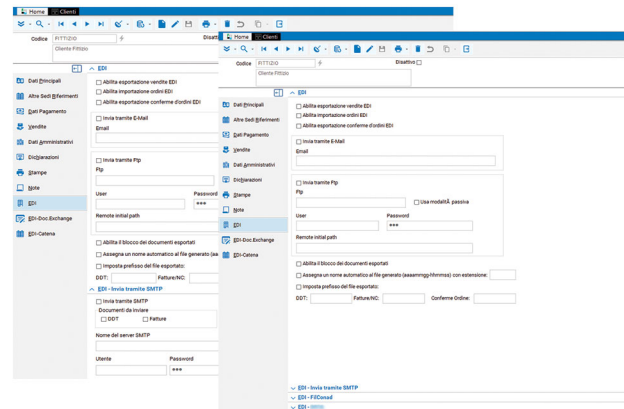 Home Clienti
Codice FITTIZIO
Cliente Fittizio
EDI
Dati Principali
Altre Sedi Riferimenti
Dati Pagamento
Vendite
Dati Amministrativi
Dichiarazioni
Stampe
Note
EDI
EDI-Doc.Exchange
EDI-Catena
Abilita esportazione vendite EDI
Abilita importazione ordini EDI
Abilita esportazione conferme d'ordini EDI
Invia tramite E-Mail
Email
Invia tramite Ftp
Ftp
User Password
***
Remote initial path
Abilita il blocco dei documenti esportati
Assegna un nome automatico al file generato
Imposta prefisso del file esportato:
DDT: Fatture/NC:
EDI - Invia tramite SMTP
Invia tramite SMTP
Documenti da inviare
DDT Fatture
Nome del server SMTP
Utente Password
***
Home Clienti
Codice FITTIZIO Disattivo
Cliente Fittizio
EDI
Dati Principali
Altre Sedi Riferimenti
Dati Pagamento
Vendite
Dati Amministrativi
Dichiarazioni
Stampe
Note
EDI
EDI-Doc.Exchange
EDI-Catena
Abilita esportazione vendite EDI
Abilita importazione ordini EDI
Abilita esportazione conferme d'ordini EDI
Invia tramite E-Mail
Email
Invia tramite Ftp
Ftp
Usa modalitÃ passiva
User Password
***
Remote initial path
Abilita il blocco dei documenti esportati
Assegna un nome automatico al file generato (aaaammgg-hhmmss) con estensione:
Imposta prefisso del file esportato:
DDT: Fatture/NC: Conferme Ordine:
EDI - Invia tramite SMTP
EDI - FilConad
EDI -